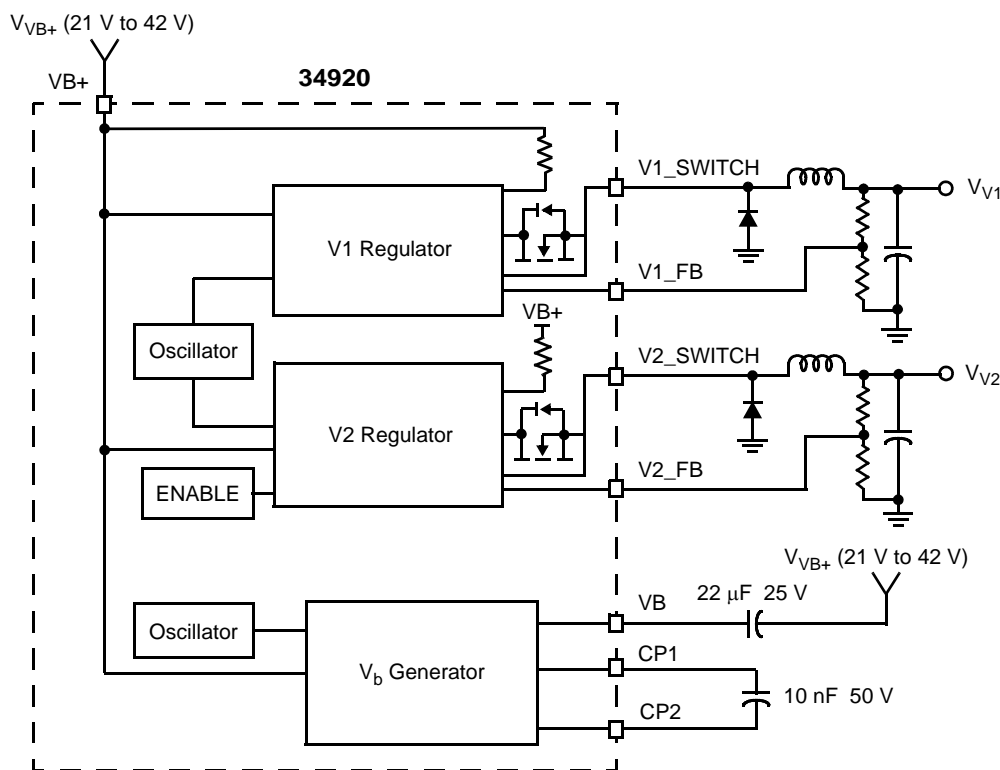 V_VB+ (21 V to 42 V)
VB+
34920
V1_SWITCH
V_V1
V1 Regulator
V1_FB
VB+
Oscillator
V2_SWITCH
V_V2
V2 Regulator
V2_FB
ENABLE
V_VB+ (21 V to 42 V)
VB
22 μF 25 V
Oscillator
CP1
V_b Generator
10 nF 50 V
CP2